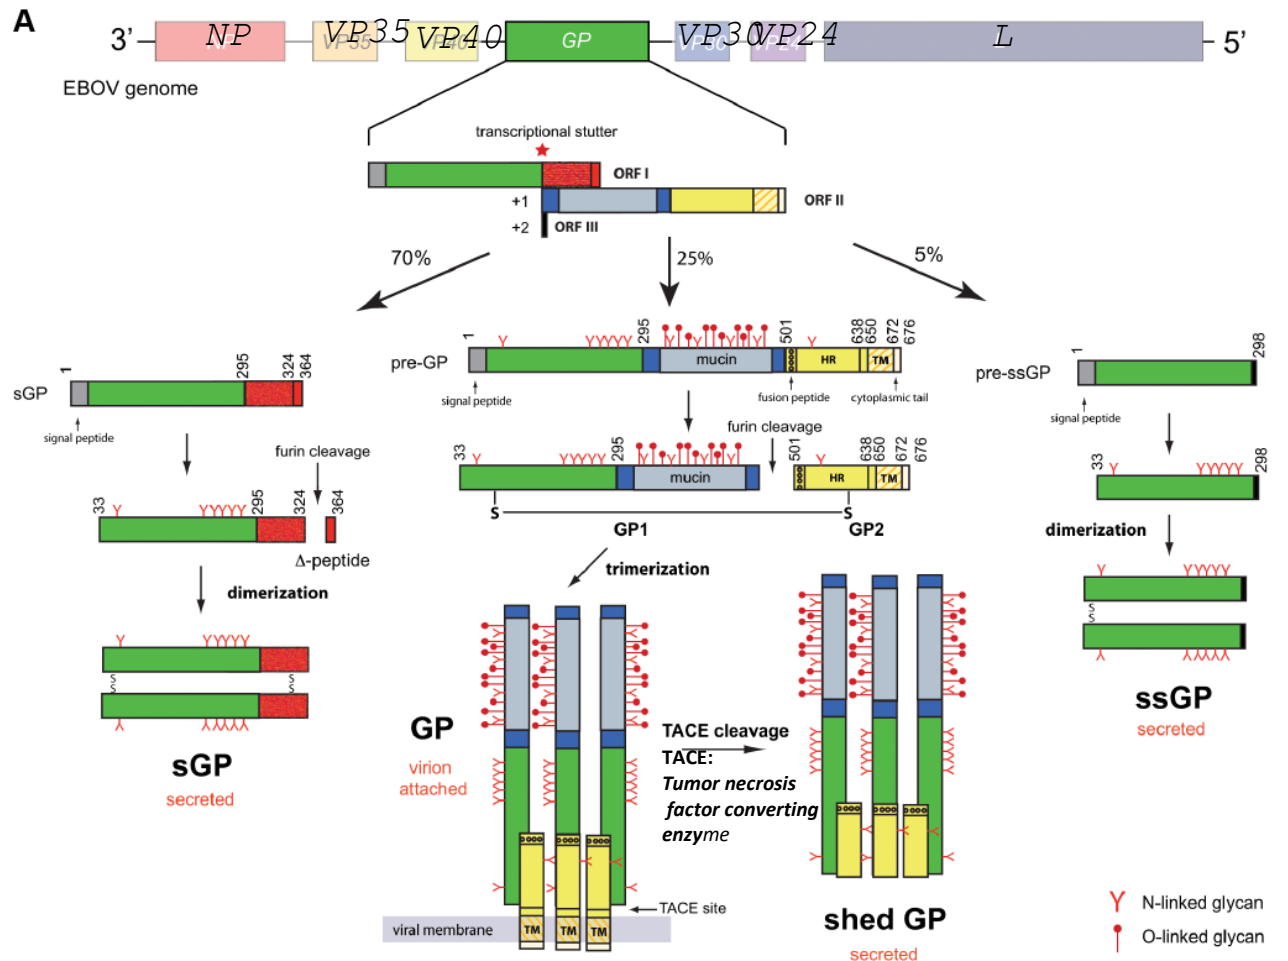 A
3’ NP VP35 VP40 GP VP30 VP24 L 5’
NP VP35 VP40 VP30 VP24
EBOV genome
transcriptional stutter
ORF I
+1
ORF II
+2
ORF III
70%
25%
5%
sGP
1
295
324
364
signal peptide
furin cleavage
33
295
324
364
Δ-peptide
dimerization
S
S
S
S
sGP
secreted
pre-GP
1
295
mucin
501
HR
638
650
TM
672
676
signal peptide
fusion peptide
cytoplasmic tail
furin cleavage
33
295
mucin
501
HR
638
650
TM
672
676
S
S
GP1
GP2
trimerization
GP
virion
attached
TACE cleavage
TACE:
Tumor necrosis
factor converting
enzyme
TACE site
viral membrane
TM
TM
TM
shed GP
secreted
pre-ssGP
1
298
signal peptide
33
298
dimerization
S
S
ssGP
secreted
N-linked glycan
O-linked glycan